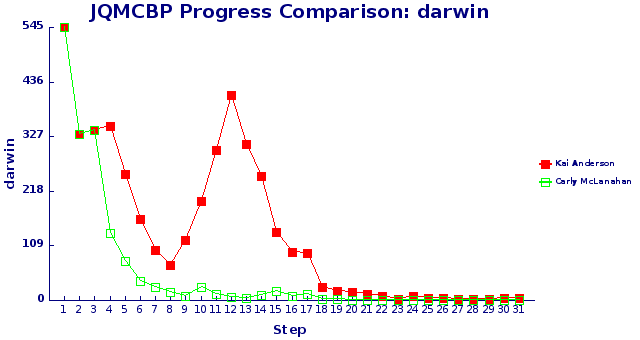 JQMCBP Progress Comparison: darwin
545
436
327
218
109
0
darwin
1 2 3 4 5 6 7 8 9 10 11 12 13 14 15 16 17 18 19 20 21 22 23 24 25 26 27 28 29 30 31
Step
Kai Anderson
Carly McLanahan